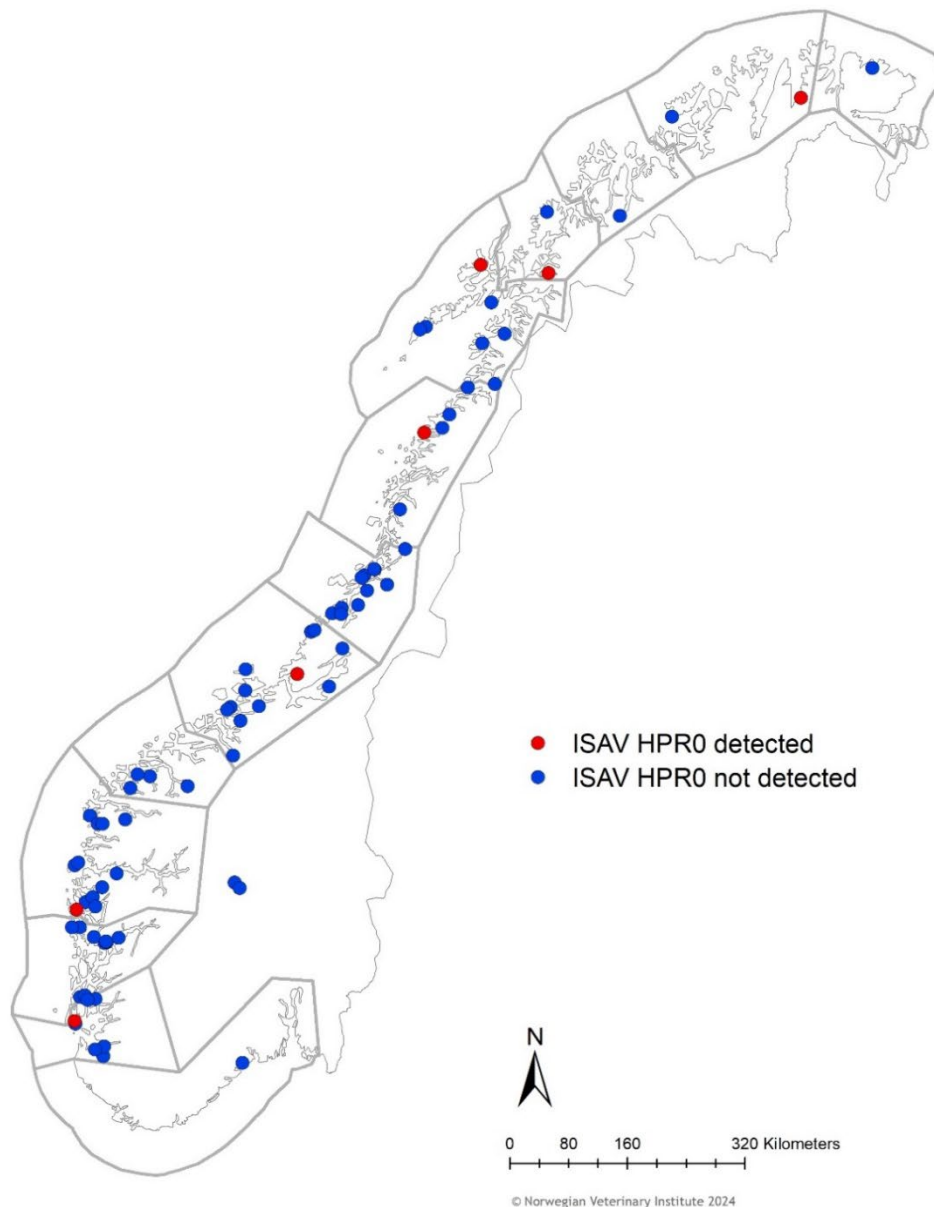 ISAV HPR0 detected
ISAV HPR0 not detected
N
0 80 160 320 Kilometers
© Norwegian Veterinary Institute 2024